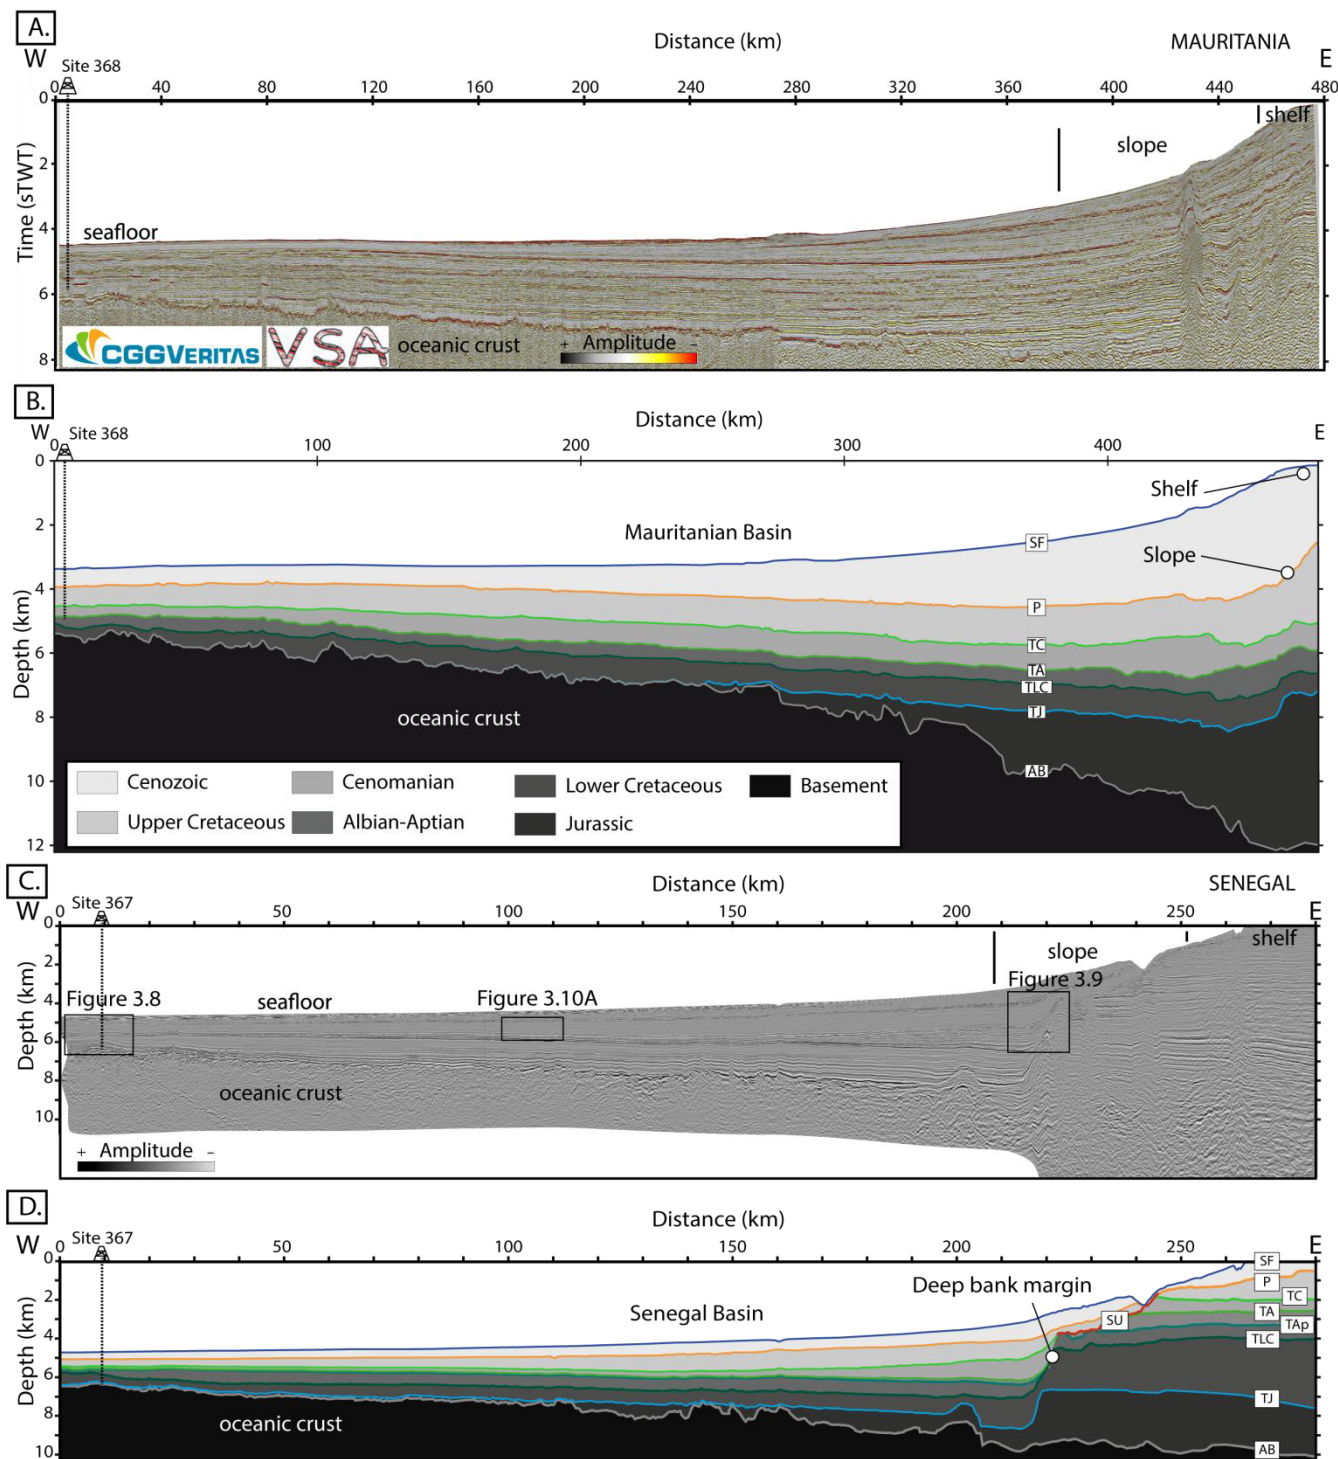 A.
W
Site 368
Distance (km)
MAURITANIA
E
0 40 80 120 160 200 240 280 320 360 400 440 480
Time (sTWT)
0
2
4
6
8
shelf
slope
seafloor
CGGVERITAS
VSA
oceanic crust
+ Amplitude -
B.
W
Site 368
Distance (km)
E
0 100 200 300 400
Depth (km)
0
2
4
6
8
10
12
Shelf
Mauritanian Basin
Slope
SF
P
TC
TA
TLC
TJ
AB
oceanic crust
Cenozoic
Cenomanian
Lower Cretaceous
Basement
Upper Cretaceous
Albian-Aptian
Jurassic
C.
W
Site 367
Distance (km)
SENEGAL
E
0 50 100 150 200 250
Depth (km)
0
2
4
6
8
10
shelf
slope
Figure 3.9
Figure 3.8
seafloor
Figure 3.10A
oceanic crust
+ Amplitude -
D.
W
Site 367
Distance (km)
E
0 50 100 150 200 250
Depth (km)
0
2
4
6
8
10
Deep bank margin
Senegal Basin
SU
SF
P
TC
TA
TAp
TLC
TJ
AB
oceanic crust